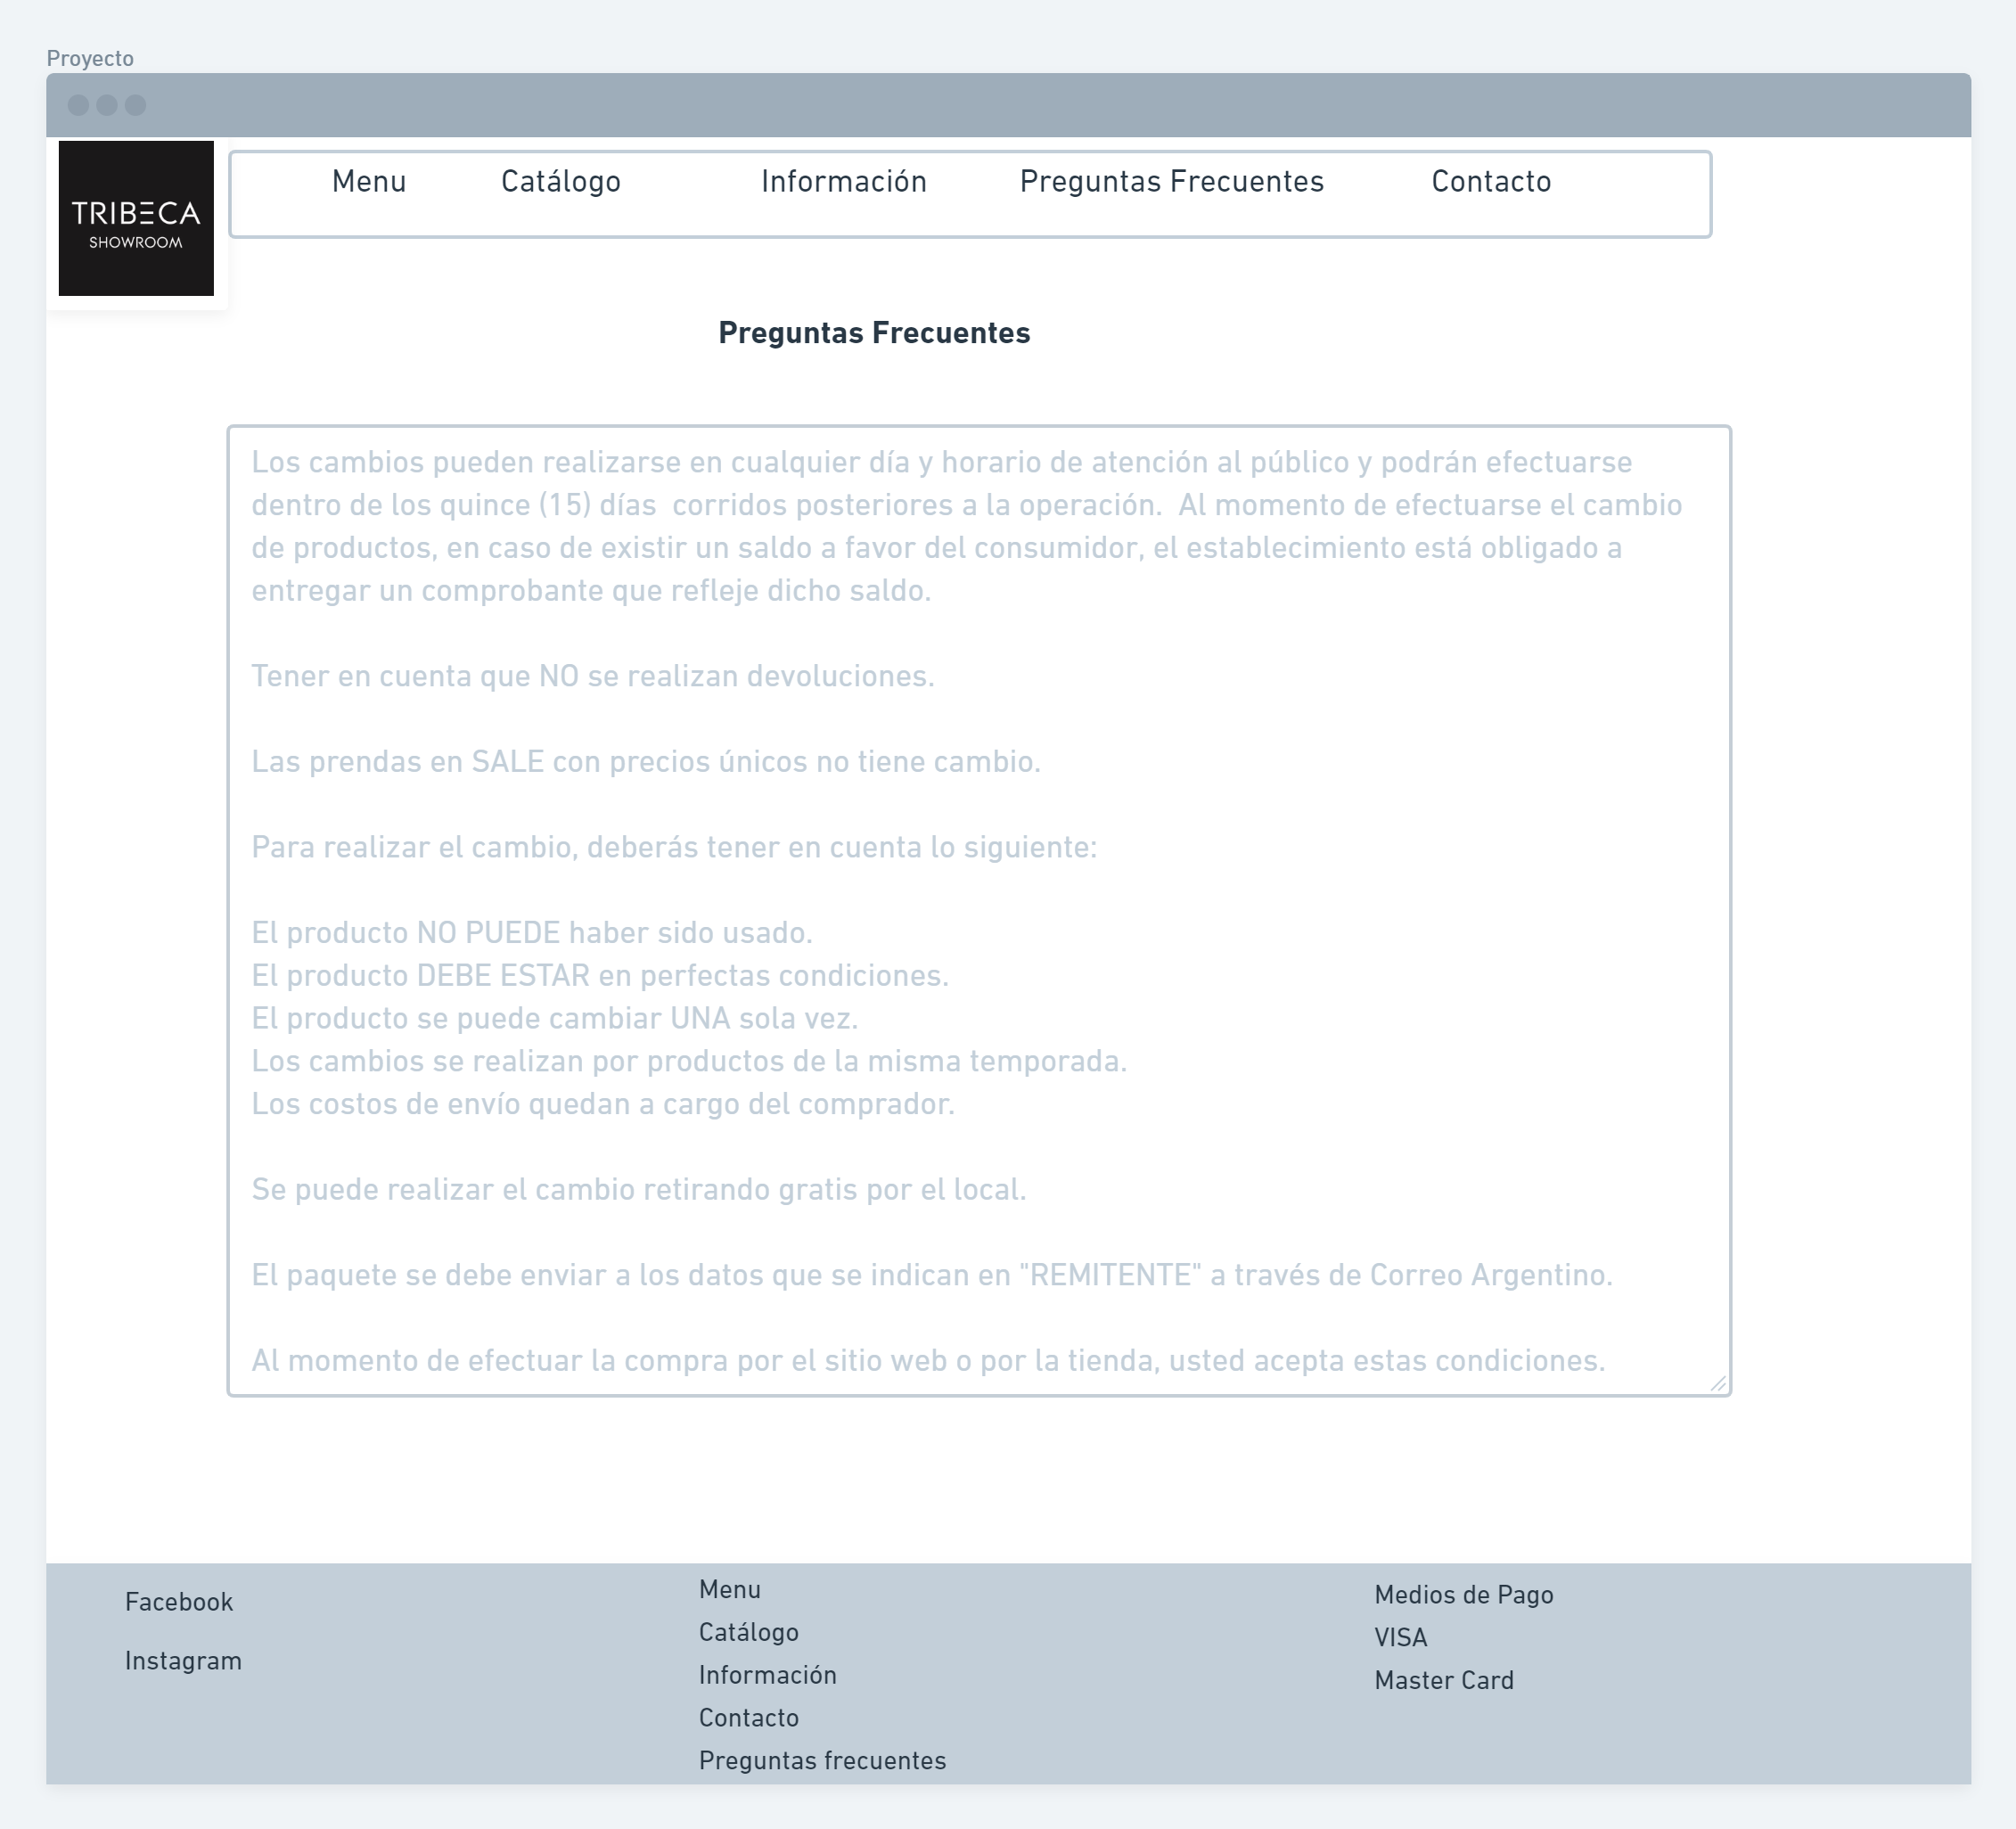 Proyecto
TRIBECA
SHOWROOM
Menu Catálogo Información Preguntas Frecuentes Contacto
Preguntas Frecuentes
Los cambios pueden realizarse en cualquier día y horario de atención al público y podrán efectuarse
dentro de los quince (15) días  corridos posteriores a la operación.  Al momento de efectuarse el cambio
de productos, en caso de existir un saldo a favor del consumidor, el establecimiento está obligado a
entregar un comprobante que refleje dicho saldo.
Tener en cuenta que NO se realizan devoluciones.
Las prendas en SALE con precios únicos no tiene cambio.
Para realizar el cambio, deberás tener en cuenta lo siguiente:
El producto NO PUEDE haber sido usado.
El producto DEBE ESTAR en perfectas condiciones.
El producto se puede cambiar UNA sola vez.
Los cambios se realizan por productos de la misma temporada.
Los costos de envío quedan a cargo del comprador.
Se puede realizar el cambio retirando gratis por el local.
El paquete se debe enviar a los datos que se indican en "REMITENTE" a través de Correo Argentino.
Al momento de efectuar la compra por el sitio web o por la tienda, usted acepta estas condiciones.
Facebook
Instagram
Menu
Catálogo
Información
Contacto
Preguntas frecuentes
Medios de Pago
VISA
Master Card